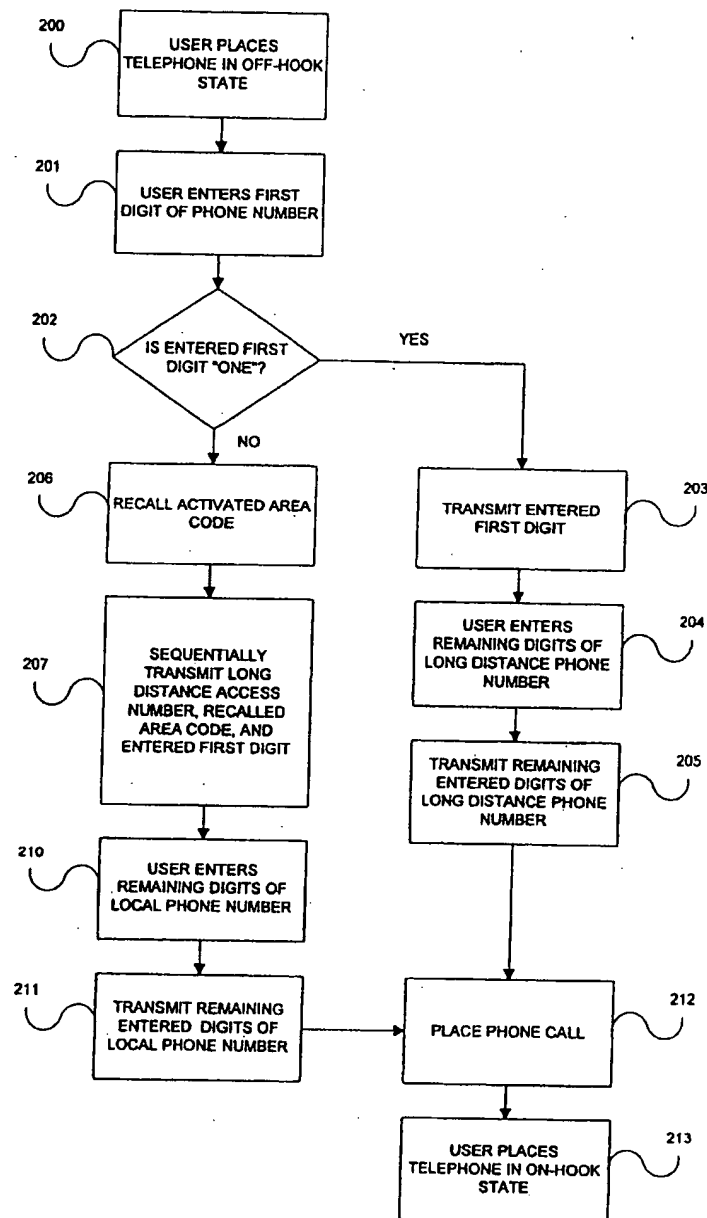 200
USER PLACES
TELEPHONE IN OFF-HOOK
STATE
201
USER ENTERS FIRST
DIGIT OF PHONE NUMBER
202
IS ENTERED FIRST
DIGIT "ONE"?
YES
NO
206
RECALL ACTIVATED AREA
CODE
203
TRANSMIT ENTERED
FIRST DIGIT
207
SEQUENTIALLY
TRANSMIT LONG
DISTANCE ACCESS
NUMBER, RECALLED
AREA CODE, AND
ENTERED FIRST DIGIT
204
USER ENTERS
REMAINING DIGITS OF
LONG DISTANCE PHONE
NUMBER
205
TRANSMIT REMAINING
ENTERED DIGITS OF
LONG DISTANCE PHONE
NUMBER
210
USER ENTERS
REMAINING DIGITS OF
LOCAL PHONE NUMBER
211
TRANSMIT REMAINING
ENTERED DIGITS OF
LOCAL PHONE NUMBER
212
PLACE PHONE CALL
213
USER PLACES
TELEPHONE IN ON-HOOK
STATE